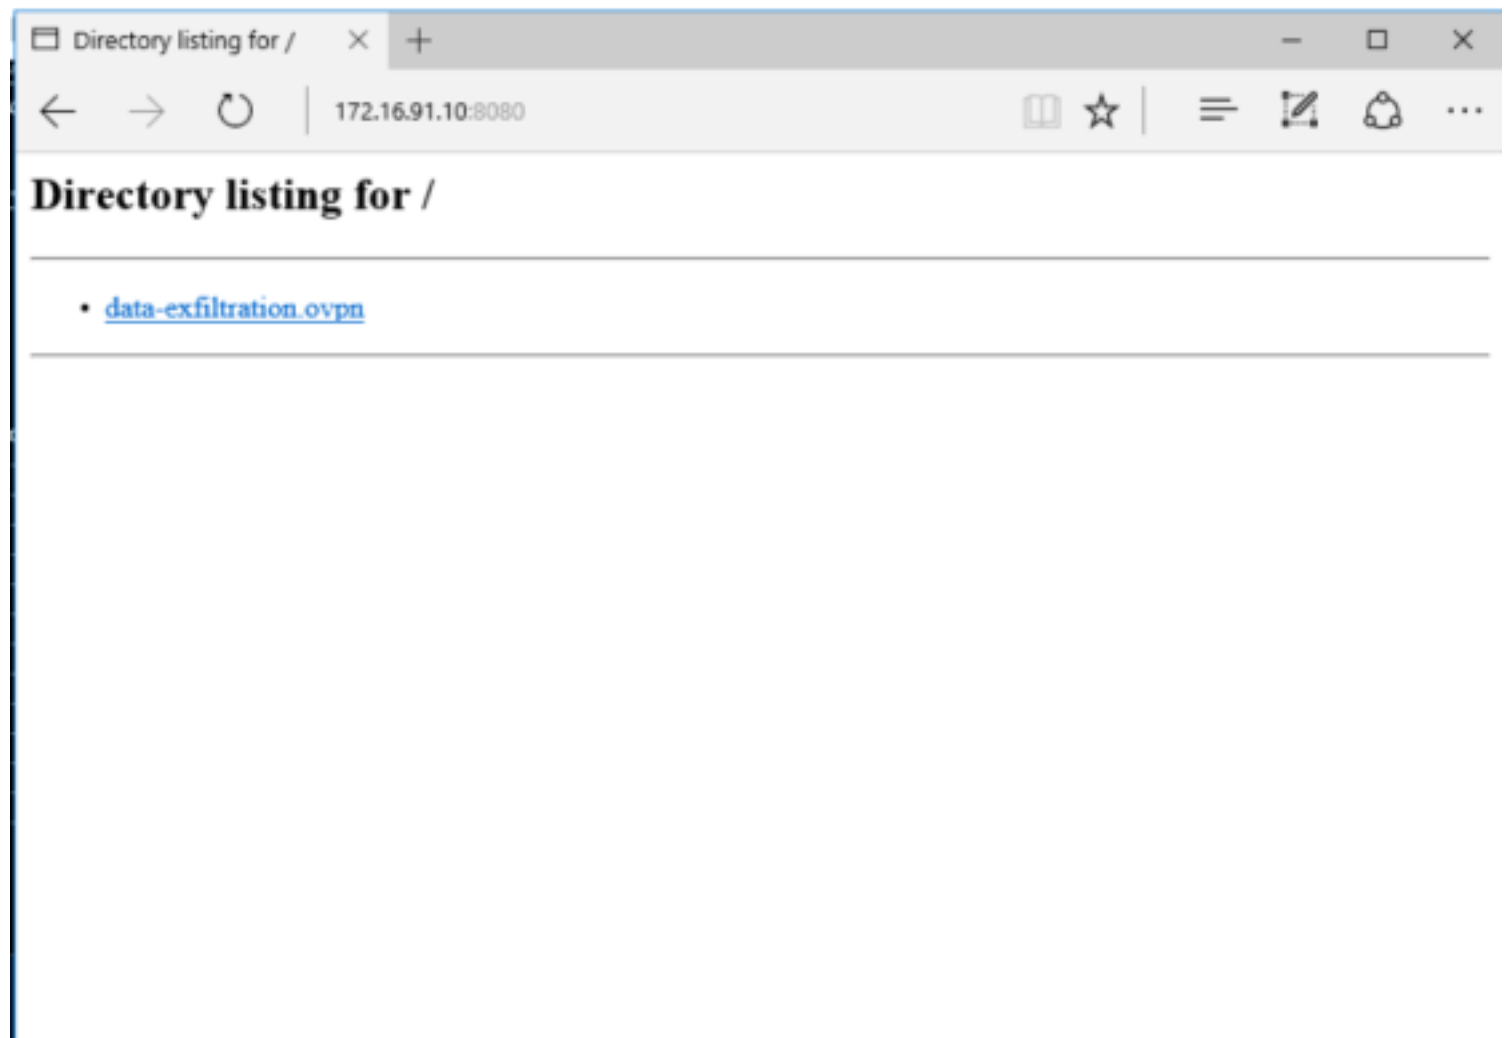 Directory listing for /
172.16.91.10:8080
Directory listing for /
data-exfiltration.ovpn